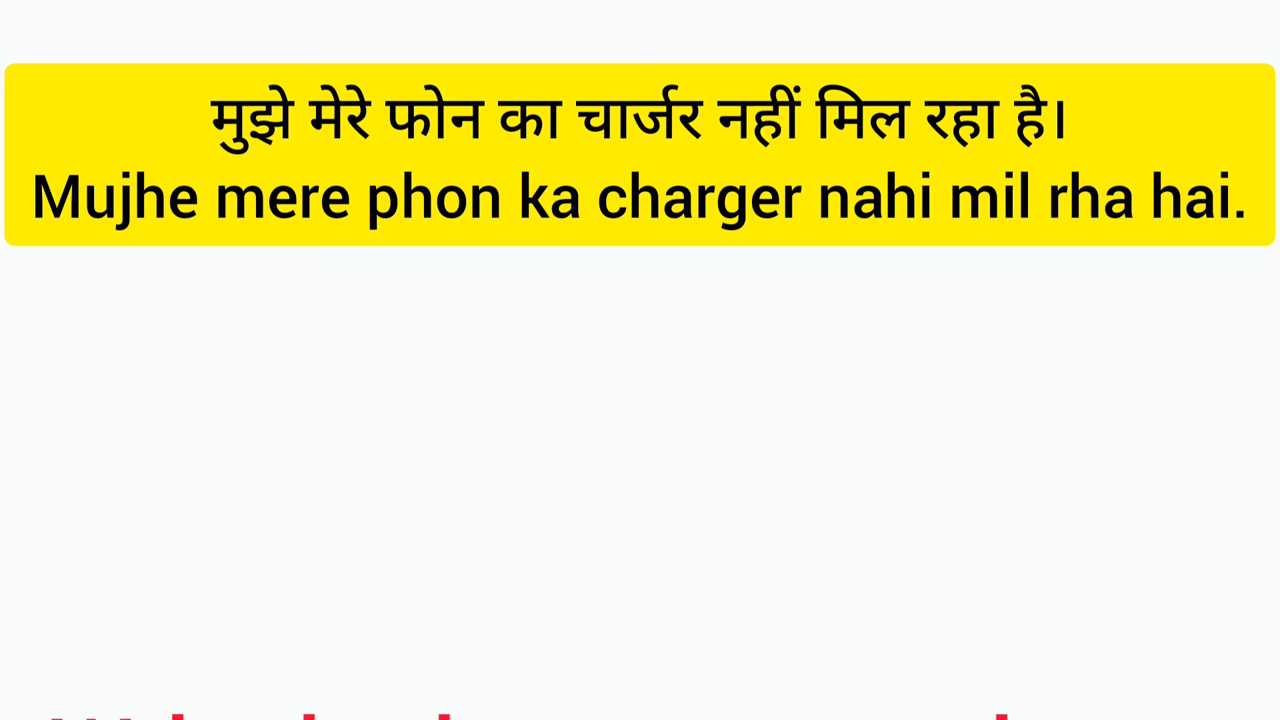 मुझे मेरे फोन का चार्जर नहीं मिल रहा है।
Mujhe mere phon ka charger nahi mil rha hai.